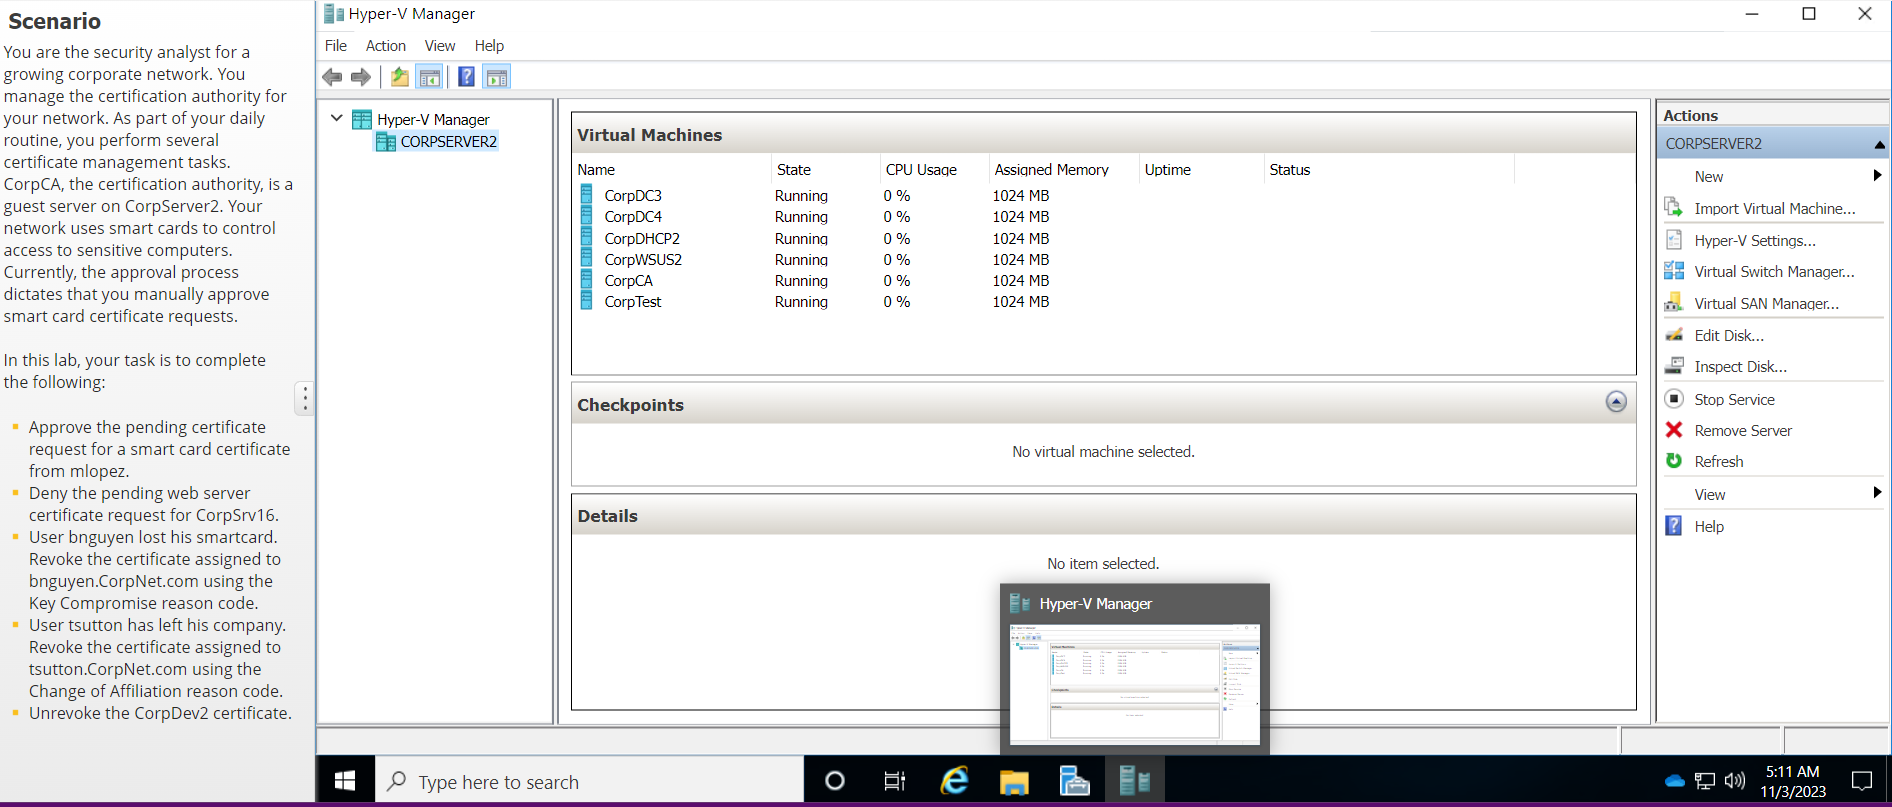 Scenario
You are the security analyst for a
growing corporate network. You
manage the certification authority for
your network. As part of your daily
routine, you perform several
certificate management tasks.
CorpCA, the certification authority, is a
guest server on CorpServer2. Your
network uses smart cards to control
access to sensitive computers.
Currently, the approval process
dictates that you manually approve
smart card certificate requests.
In this lab, your task is to complete
the following:
Approve the pending certificate
request for a smart card certificate
from mlopez.
Deny the pending web server
certificate request for CorpSrv16.
User bnguyen lost his smartcard.
Revoke the certificate assigned to
bnguyen.CorpNet.com using the
Key Compromise reason code.
User tsutton has left his company.
Revoke the certificate assigned to
tsutton.CorpNet.com using the
Change of Affiliation reason code.
Unrevoke the CorpDev2 certificate.
Hyper-V Manager
File Action View Help
Hyper-V Manager
CORPSERVER2
Virtual Machines
Name State CPU Usage Assigned Memory Uptime Status
CorpDC3 Running 0 % 1024 MB
CorpDC4 Running 0 % 1024 MB
CorpDHCP2 Running 0 % 1024 MB
CorpWSUS2 Running 0 % 1024 MB
CorpCA Running 0 % 1024 MB
CorpTest Running 0 % 1024 MB
Checkpoints
No virtual machine selected.
Details
No item selected.
Hyper-V Manager
Actions
CORPSERVER2
New
Import Virtual Machine...
Hyper-V Settings...
Virtual Switch Manager...
Virtual SAN Manager...
Edit Disk...
Inspect Disk...
Stop Service
Remove Server
Refresh
View
Help
Type here to search
5:11 AM
11/3/2023